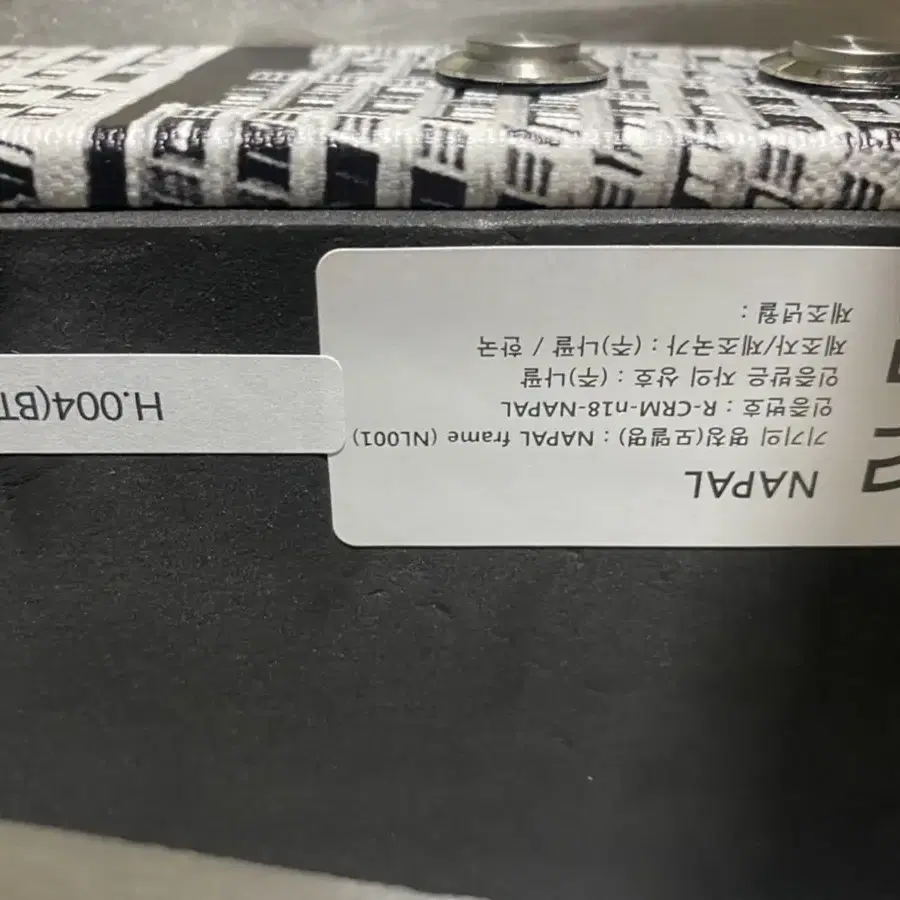 NAPAL
기기의 명칭(모델명) : NAPAL frame (NL001)
인증번호 : R-CRM-n18-NAPAL
인증받은 자의 상호 : (주)나팔
제조자/제조국가 : (주)나팔 / 한국
제조년월 :
H.004(BT